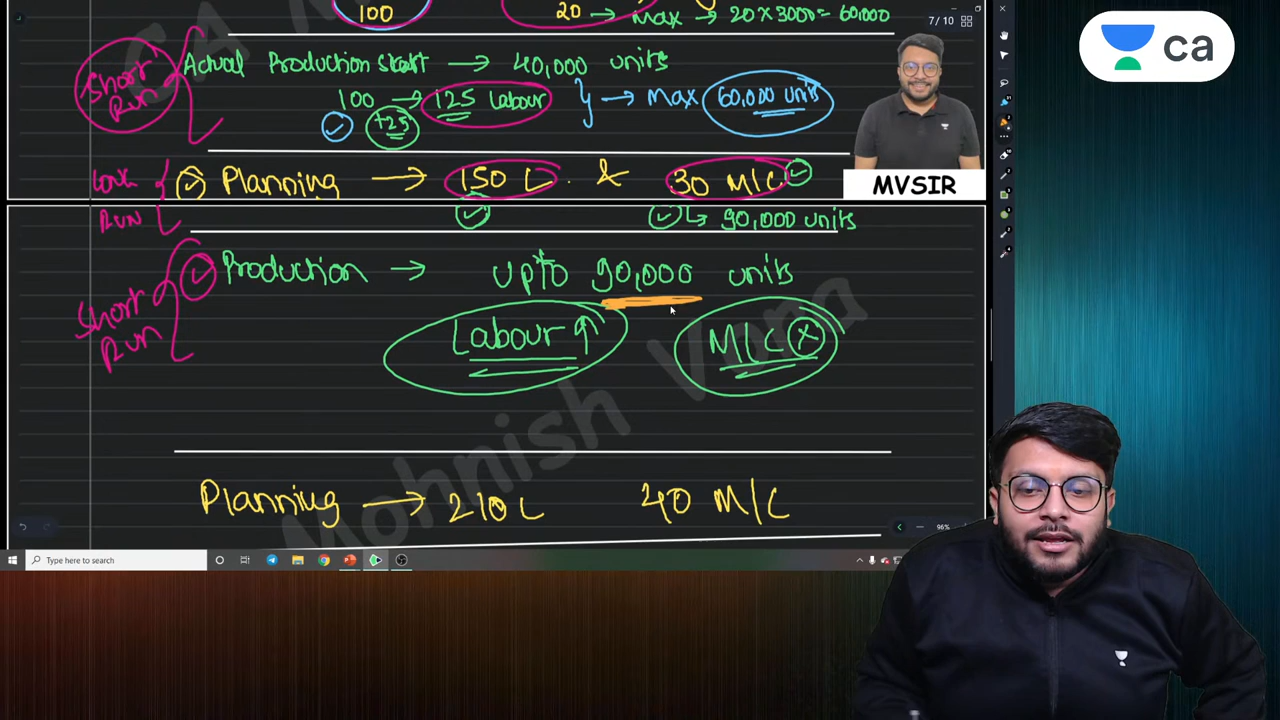 100 20 → max → 20 x 3000 = 60,000
7/10
ca
Short Run
Actual Production Start → 40,000 units
100 → 125 Labour } → max 60,000 units
+25
Long Run
Planning → 150 L & 30 M/C
MVSIR
↳ 90,000 units
Short Run
Production → upto 90,000 units
Labour ↑ M/C x
Mohnish V
Planning → 210 L 40 M/C
96%
Type here to search